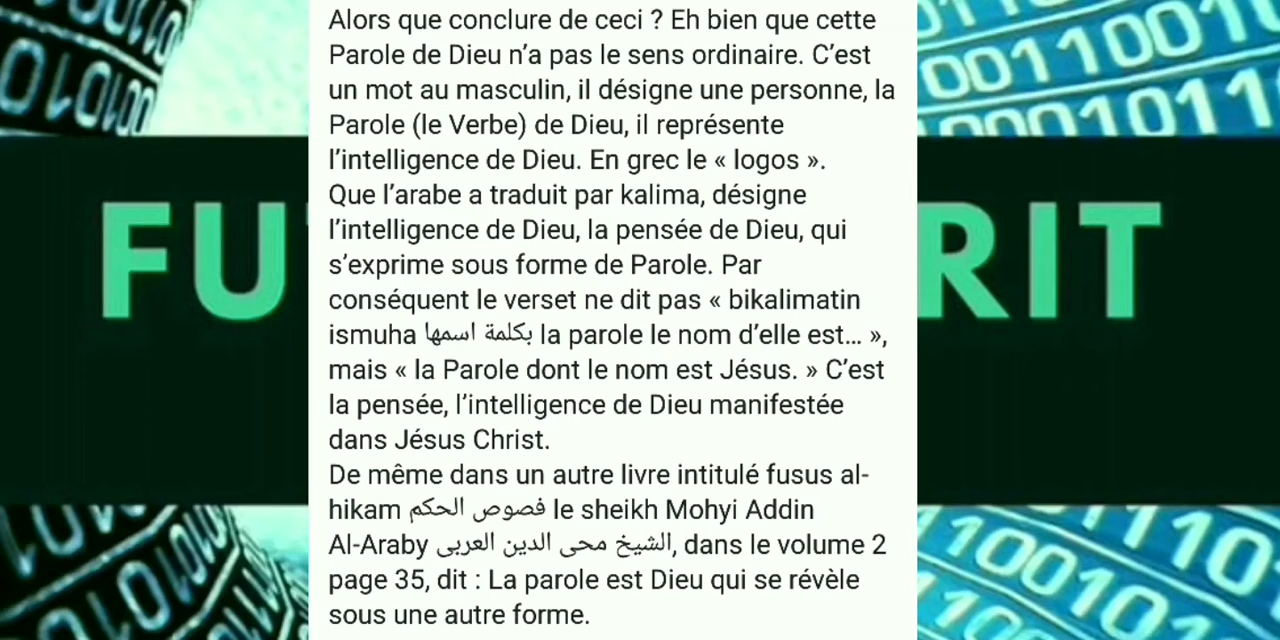 Alors que conclure de ceci ? Eh bien que cette
Parole de Dieu n’a pas le sens ordinaire. C’est
un mot au masculin, il désigne une personne, la
Parole (le Verbe) de Dieu, il représente
l’intelligence de Dieu. En grec le « logos ».
Que l’arabe a traduit par kalima, désigne
l’intelligence de Dieu, la pensée de Dieu, qui
s’exprime sous forme de Parole. Par
conséquent le verset ne dit pas « bikalimatin
ismuha بكلمة اسمها la parole le nom d’elle est... »,
mais « la Parole dont le nom est Jésus. » C’est
la pensée, l’intelligence de Dieu manifestée
dans Jésus Christ.
De même dans un autre livre intitulé fusus al-
hikam فصوص الحكم le sheikh Mohyi Addin
Al-Araby الشيخ محى الدين العربى, dans le volume 2
page 35, dit : La parole est Dieu qui se révèle
sous une autre forme.
FU
RIT